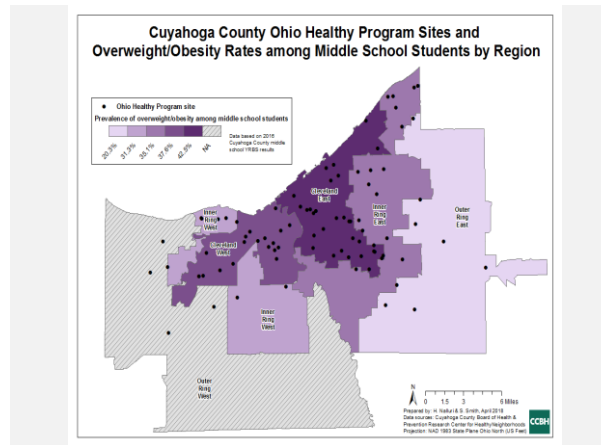 Cuyahoga County Ohio Healthy Program Sites and
Overweight/Obesity Rates among Middle School Students by Region
Ohio Healthy Program site
Prevalence of overweight/obesity among middle school students
20.3%
31.3%
35.1%
37.6%
42.9%
NA
Data based on 2016
Cuyahoga County middle
school YRBS results
Cleveland
East
Inner
Ring
West
Cleveland
West
Inner
Ring
East
Outer
Ring
East
Inner
Ring
West
Outer
Ring
West
N
0 1.5 3 6 Miles
Prepared by: H. & S. Smith, April 2019
Data sources: Cuyahoga County Board of Health &
Prevention Research Center for Healthy Neighborhoods
Projection: NAD 1983 State Plane Ohio North (US Feet)
CCBH